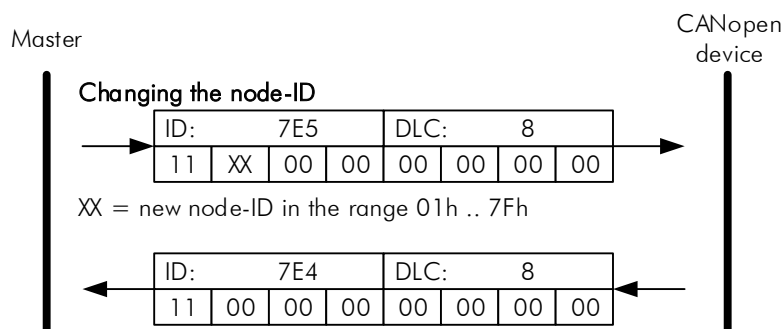 Master
CANopen
device
Changing the node-ID
ID: 7E5 DLC: 8
11 XX 00 00 00 00 00 00
XX = new node-ID in the range 01h .. 7Fh
ID: 7E4 DLC: 8
11 00 00 00 00 00 00 00